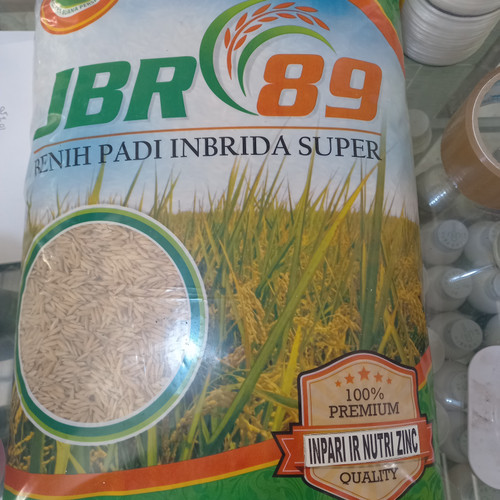 JBR 89
BENIH PADI INBRIDA SUPER
100%
PREMIUM
INPARI IR NUTRI ZINC
QUALITY